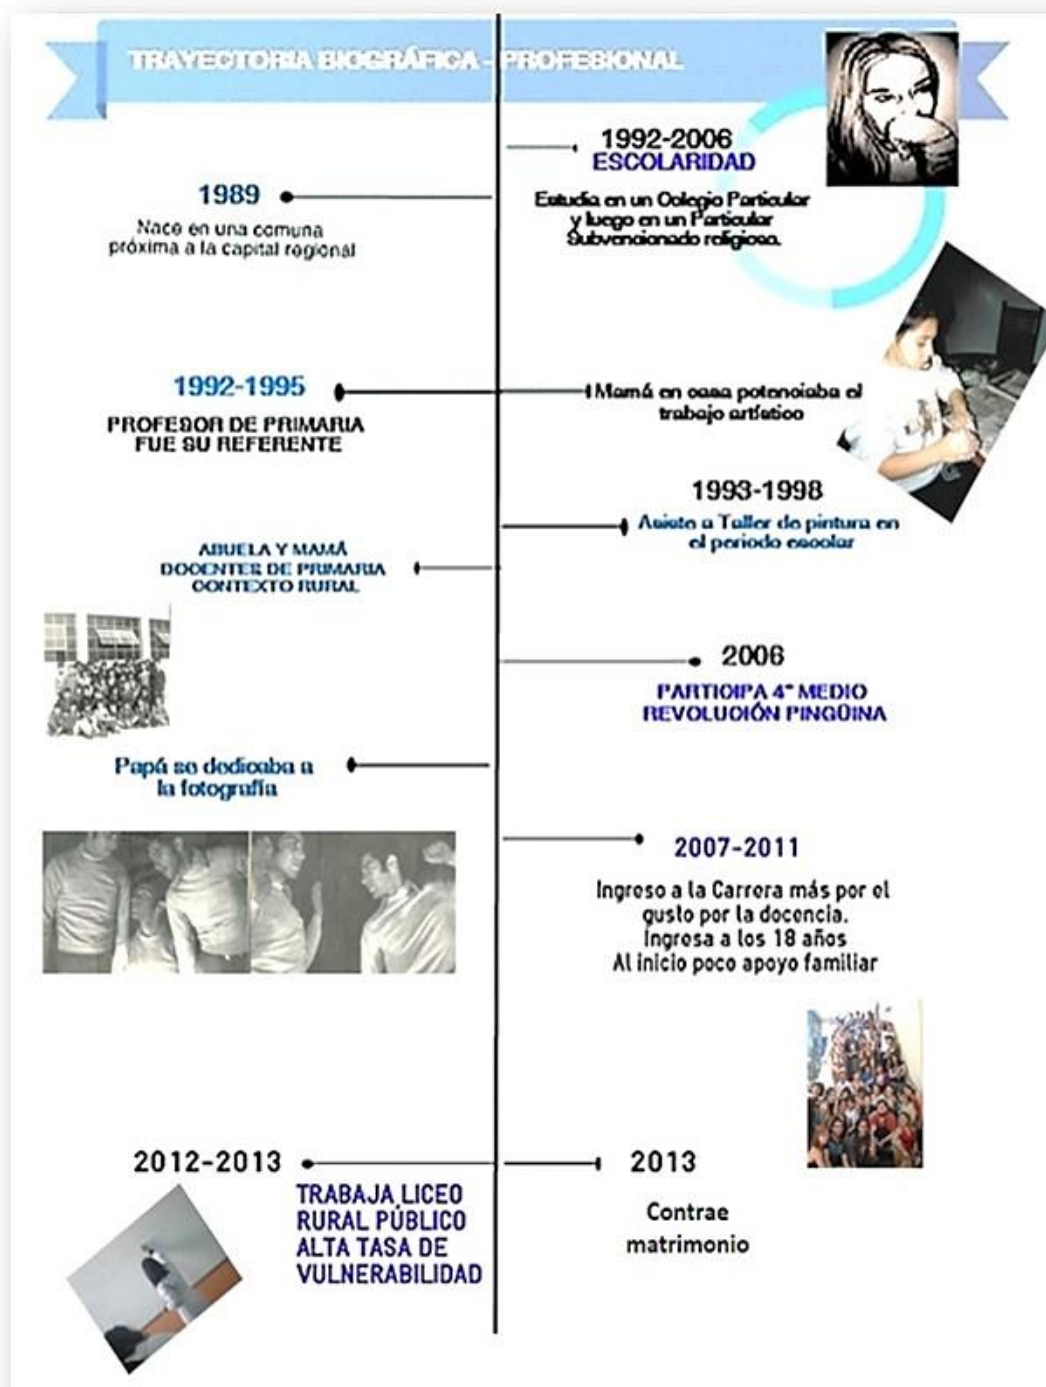 TRAYECTORIA BIOGRÁFICA - PROFESIONAL
1992-2006
ESCOLARIDAD
Estudia en un Colegio Particular
y luego en un Particular
Subvencionado religioso.
1989
Nace en una comuna
próxima a la capital regional
1992-1995
PROFESOR DE PRIMARIA
FUE SU REFERENTE
Mamá en casa potenciaba el
trabajo artístico
1993-1998
Asiste a Taller de pintura en
el periodo escolar
ABUELA Y MAMÁ
DOCENTES DE PRIMARIA
CONTEXTO RURAL
2006
PARTICIPA 4° MEDIO
REVOLUCIÓN PINGÜINA
Papá se dedicaba a
la fotografía
2007-2011
Ingreso a la Carrera más por el
gusto por la docencia.
Ingresa a los 18 años
Al inicio poco apoyo familiar
2012-2013
TRABAJA LICEO
RURAL PÚBLICO
ALTA TASA DE
VULNERABILIDAD
2013
Contrae
matrimonio